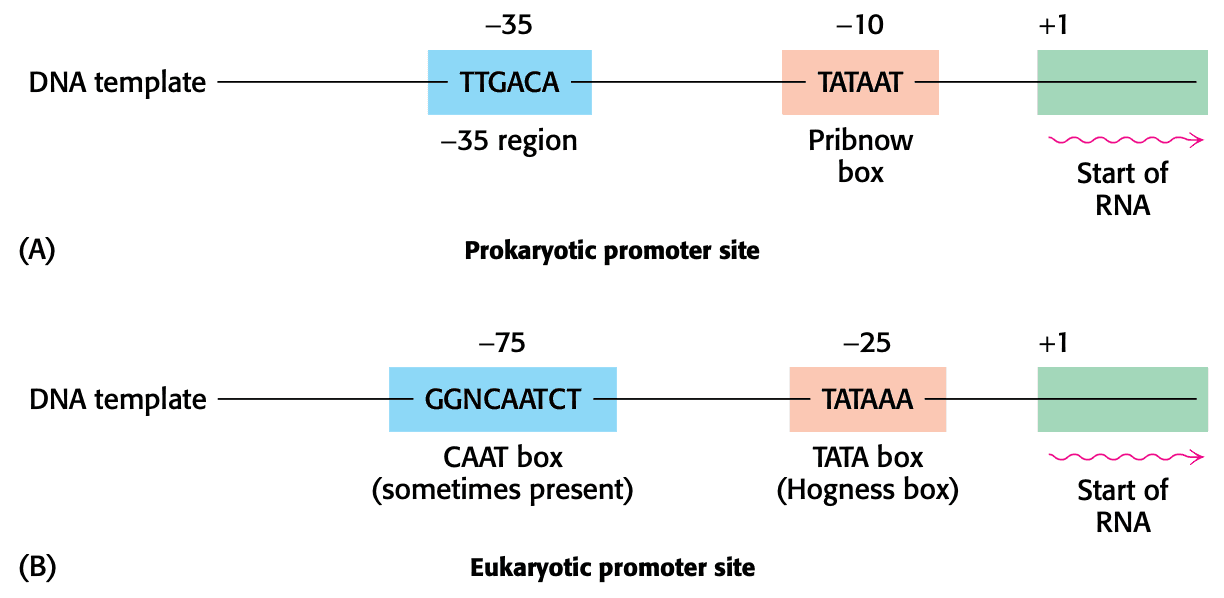 –35 –10 +1
DNA template TTGACA TATAAT
–35 region Pribnow
box
Start of
RNA
(A) Prokaryotic promoter site
–75 –25 +1
DNA template GGNCAATCT TATAAA
CAAT box TATA box
(sometimes present) (Hogness box)
Start of
RNA
(B) Eukaryotic promoter site